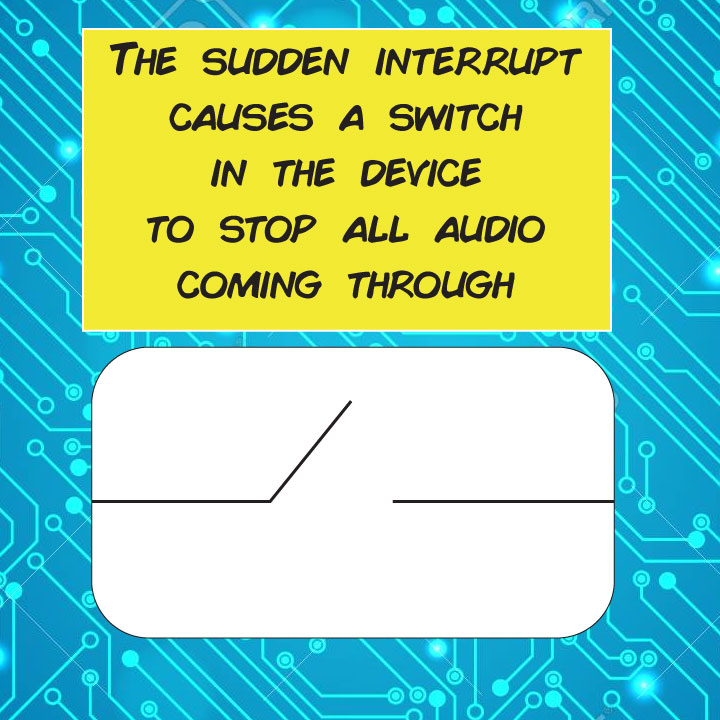 The sudden interrupt
causes a switch
in the device
to stop all audio
coming through